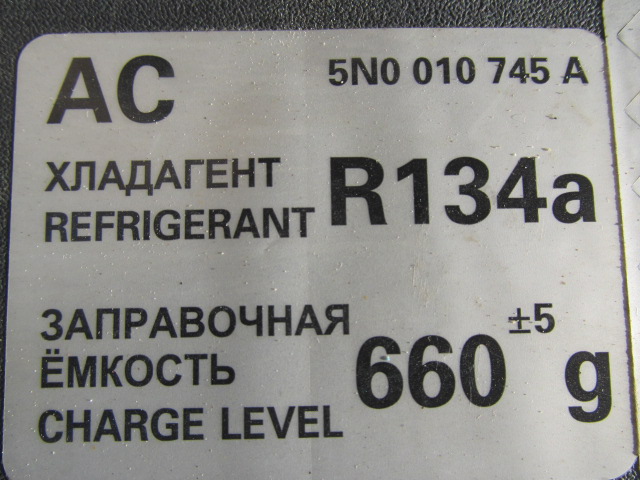 AC 5N0 010 745 A
ХЛАДАГЕНТ
REFRIGERANT R134a
ЗАПРАВОЧНАЯ
ЁМКОСТЬ 660 ±5 g
CHARGE LEVEL